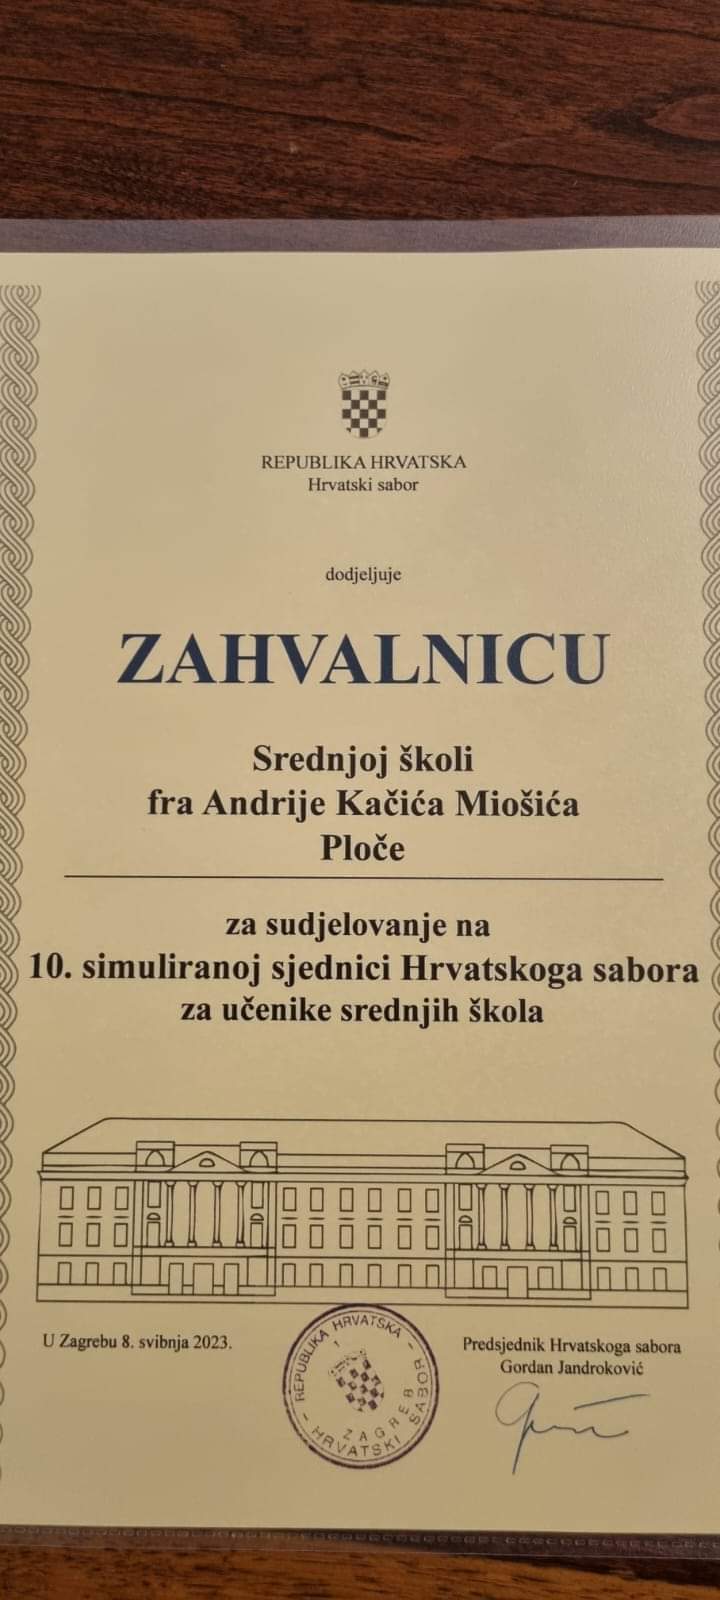 REPUBLIKA HRVATSKA
Hrvatski sabor
dodjeljuje
ZAHVALNICU
Srednjoj školi
fra Andrije Kačića Miošića
Ploče
za sudjelovanje na
10. simuliranoj sjednici Hrvatskoga sabora
za učenike srednjih škola
U Zagrebu 8. svibnja 2023.
REPUBLIKA HRVATSKA
HRVATSKI SABOR
1
ZAGREB
Predsjednik Hrvatskoga sabora
Gordan Jandroković